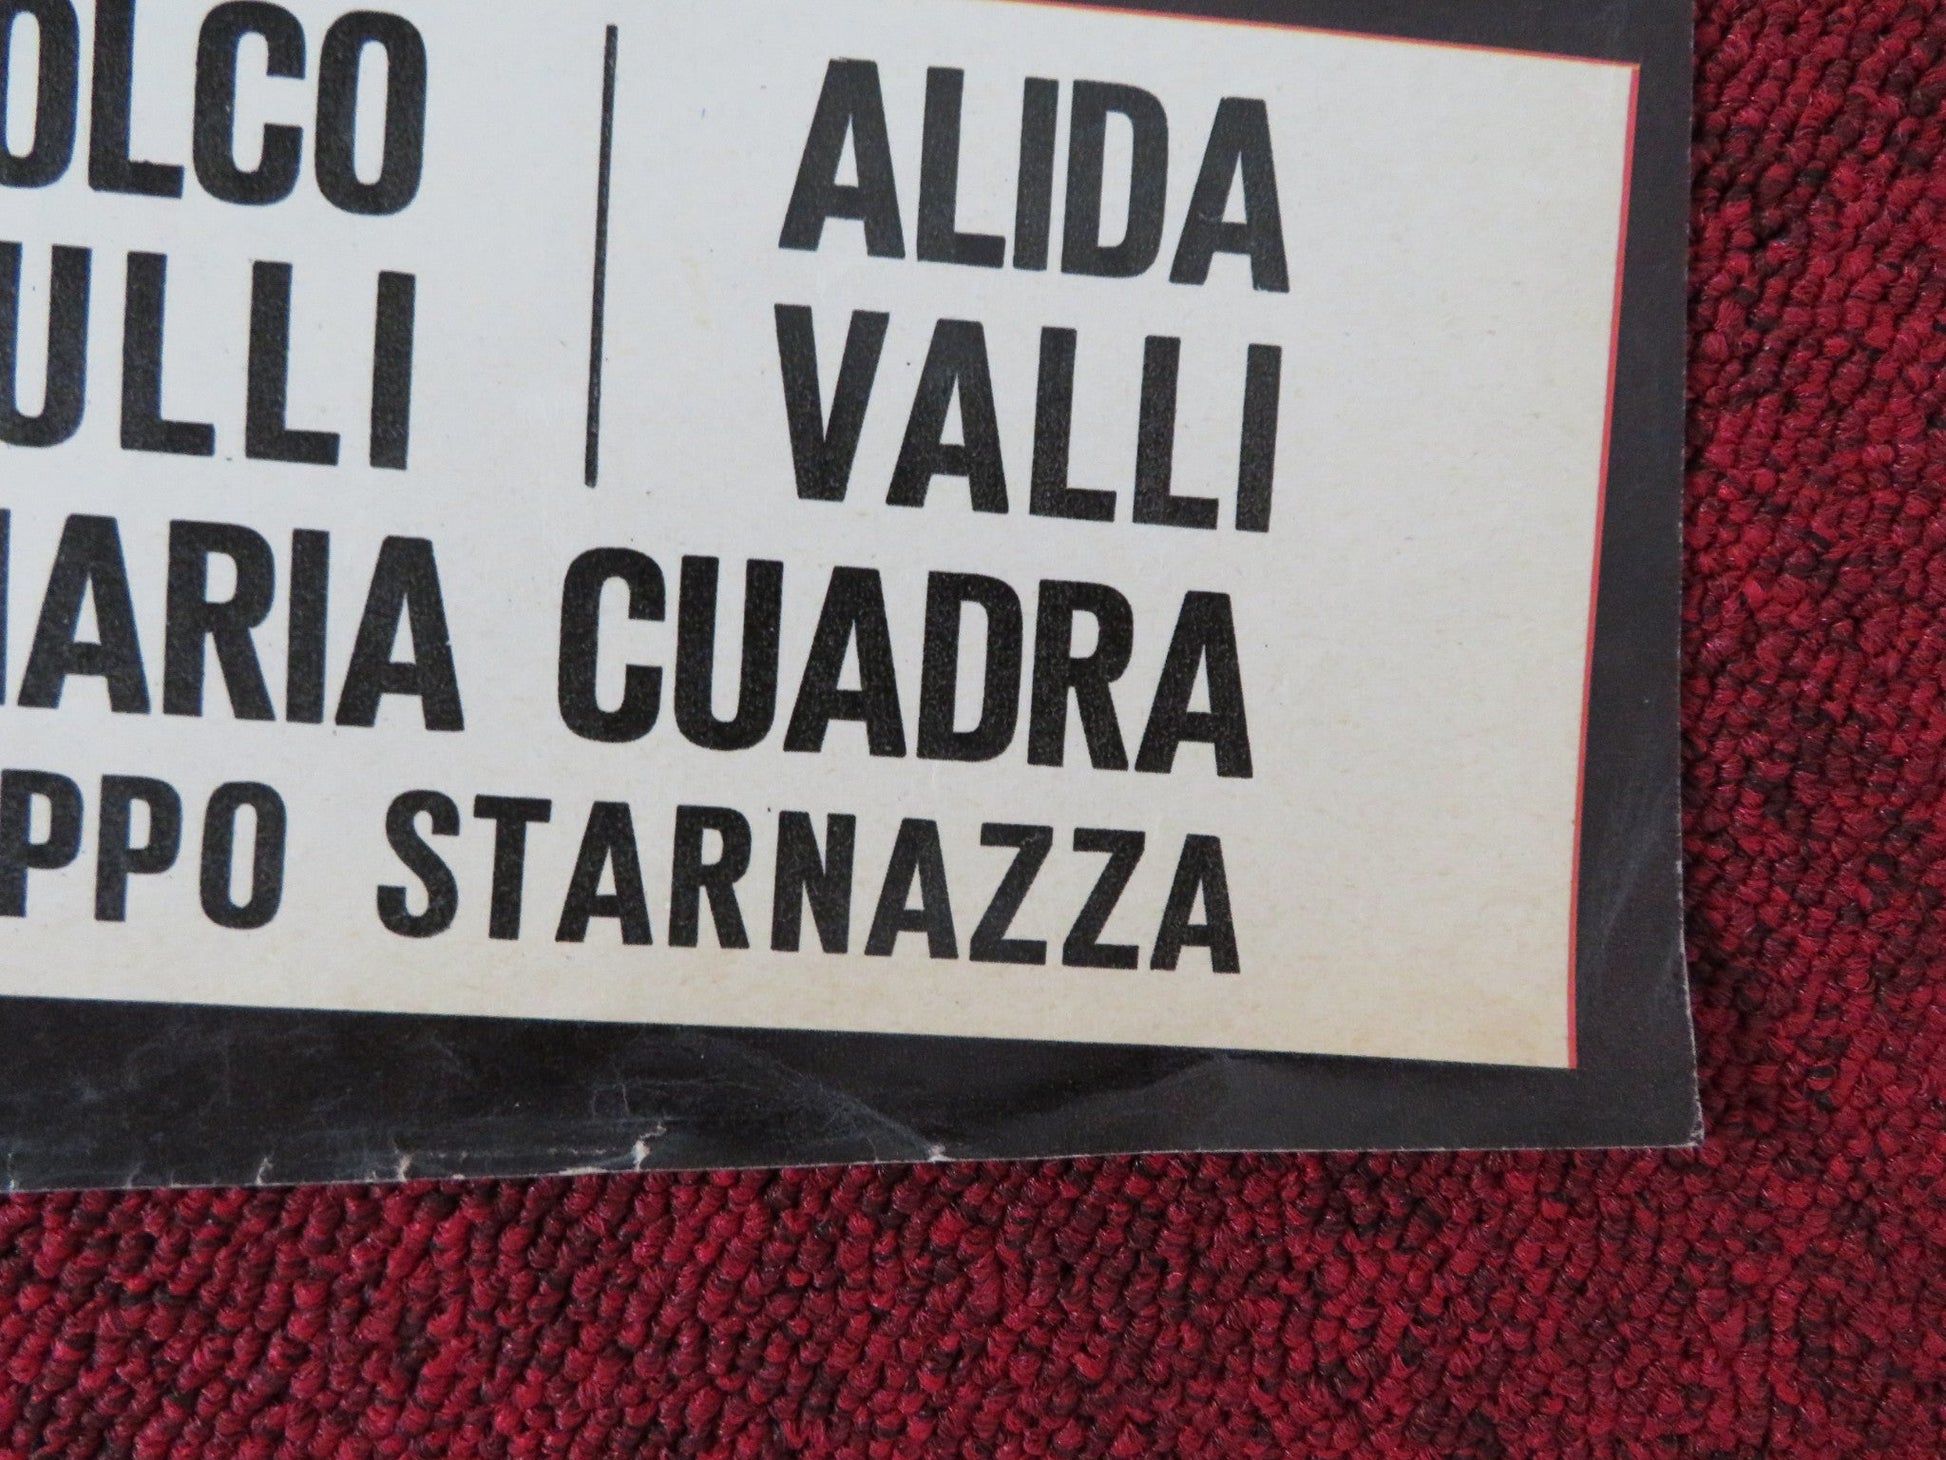 OLCO
ULLI
ALIDA
VALLI
MARIA CUADRA
PPO STARNAZZA